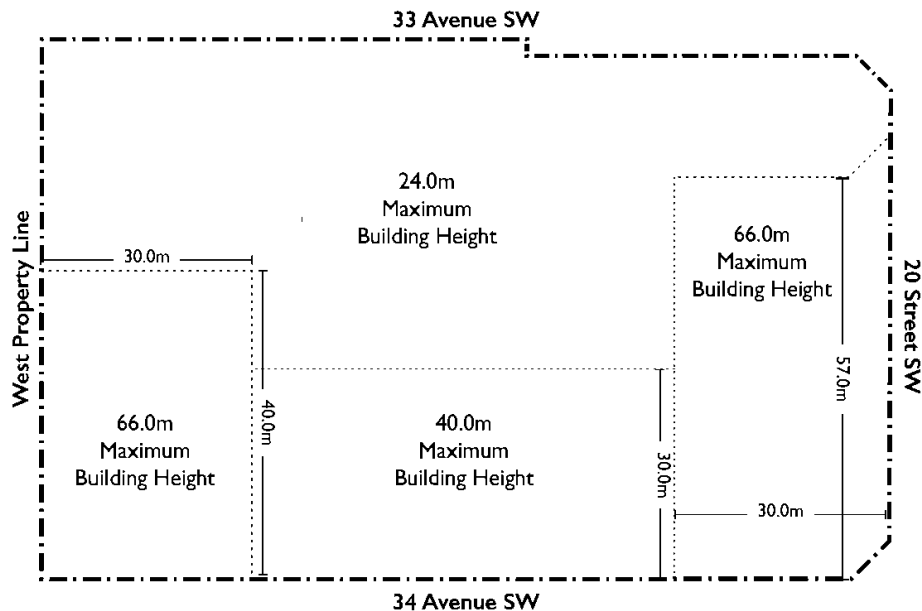 33 Avenue SW
24.0m
Maximum
Building Height
66.0m
Maximum
Building Height
30.0m
West Property Line
20 Street SW
57.0m
66.0m
Maximum
Building Height
40.0m
40.0m
Maximum
Building Height
30.0m
30.0m
34 Avenue SW